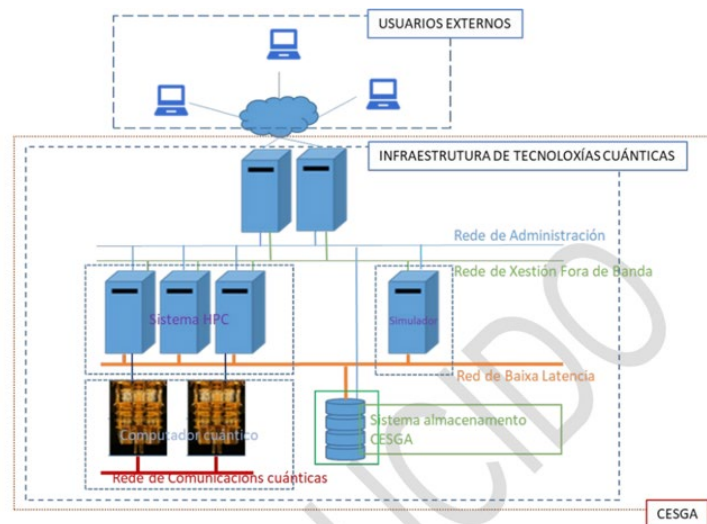 USUARIOS EXTERNOS
INFRAESTRUTURA DE TECNOLOXÍAS CUÁNTICAS
Rede de Administración
Rede de Xestión Fora de Banda
Sistema HPC
Simulador
Red de Baixa Latencia
Computador cuántico
Sistema almacenamento
CESGA
Rede de Comunicacións cuánticas
CESGA